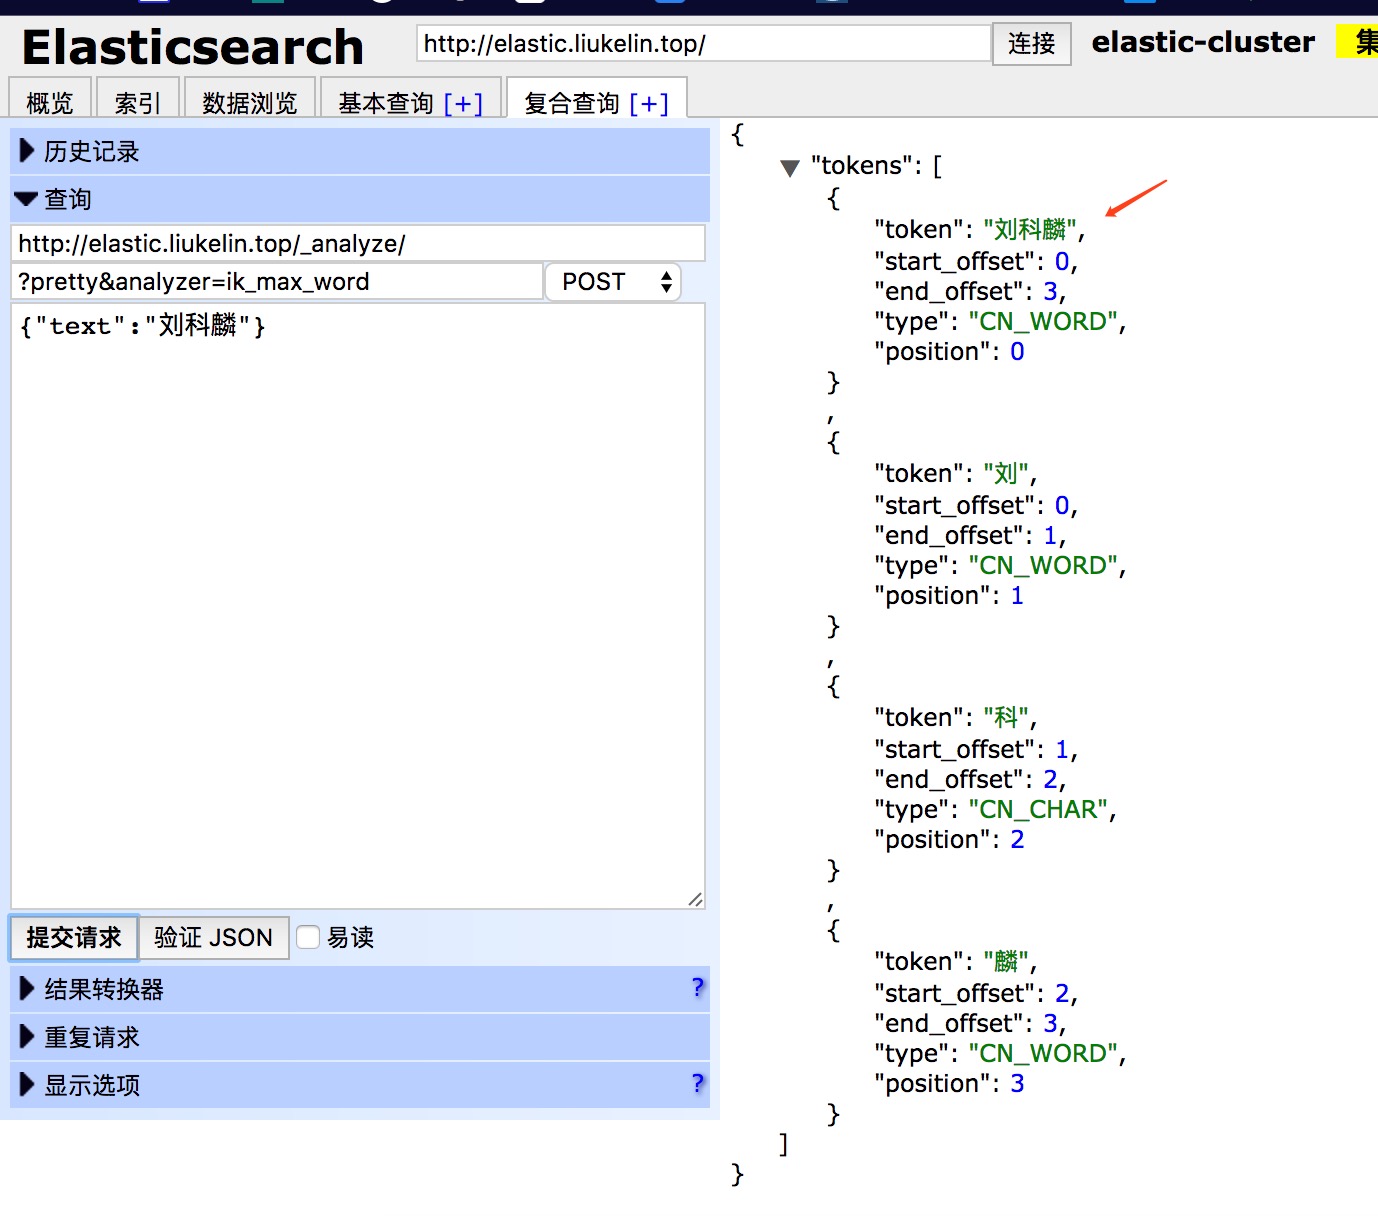 Elasticsearch
http://elastic.liukelin.top/
连接
elastic-cluster
集
概览
索引
数据浏览
基本查询 [+]
复合查询 [+]
历史记录
查询
http://elastic.liukelin.top/_analyze/
?pretty&analyzer=ik_max_word
POST
{"text":"刘科麟"}
提交请求
验证 JSON
易读
结果转换器 ?
重复请求
显示选项 ?
{
"tokens": [
{
"token": "刘科麟",
"start_offset": 0,
"end_offset": 3,
"type": "CN_WORD",
"position": 0
}
,
{
"token": "刘",
"start_offset": 0,
"end_offset": 1,
"type": "CN_WORD",
"position": 1
}
,
{
"token": "科",
"start_offset": 1,
"end_offset": 2,
"type": "CN_CHAR",
"position": 2
}
,
{
"token": "麟",
"start_offset": 2,
"end_offset": 3,
"type": "CN_WORD",
"position": 3
}
]
}